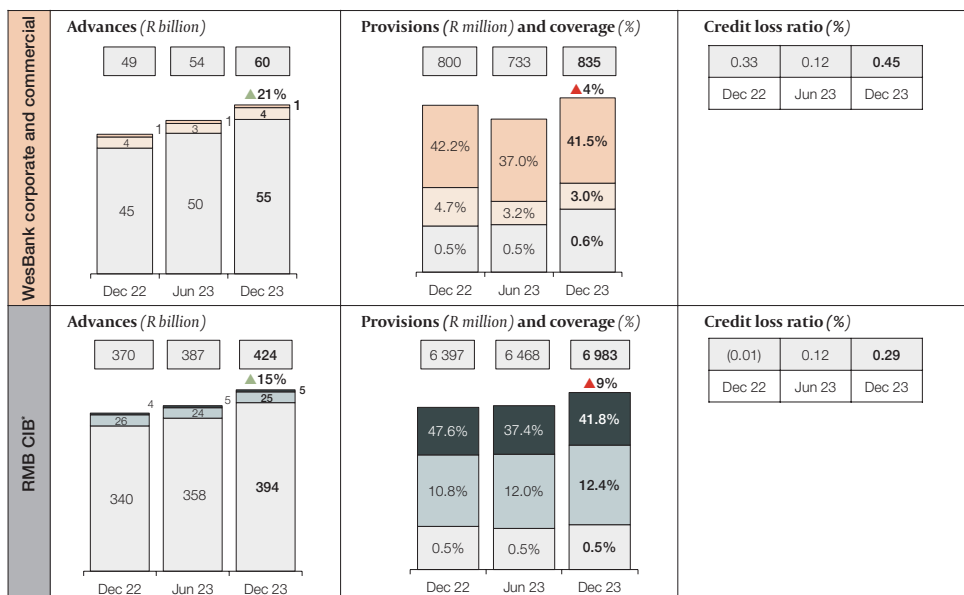 WesBank corporate and commercial
Advances (R billion)
49 54 60
▲21%
1 1 1
4 3 4
45 50 55
Dec 22 Jun 23 Dec 23
Provisions (R million) and coverage (%)
800 733 835
▲4%
42.2% 37.0% 41.5%
4.7% 3.2% 3.0%
0.5% 0.5% 0.6%
Dec 22 Jun 23 Dec 23
Credit loss ratio (%)
0.33 0.12 0.45
Dec 22 Jun 23 Dec 23
RMB CIB*
Advances (R billion)
370 387 424
▲15%
4 5 5
26 24 25
340 358 394
Dec 22 Jun 23 Dec 23
Provisions (R million) and coverage (%)
6 397 6 468 6 983
▲9%
47.6% 37.4% 41.8%
10.8% 12.0% 12.4%
0.5% 0.5% 0.5%
Dec 22 Jun 23 Dec 23
Credit loss ratio (%)
(0.01) 0.12 0.29
Dec 22 Jun 23 Dec 23